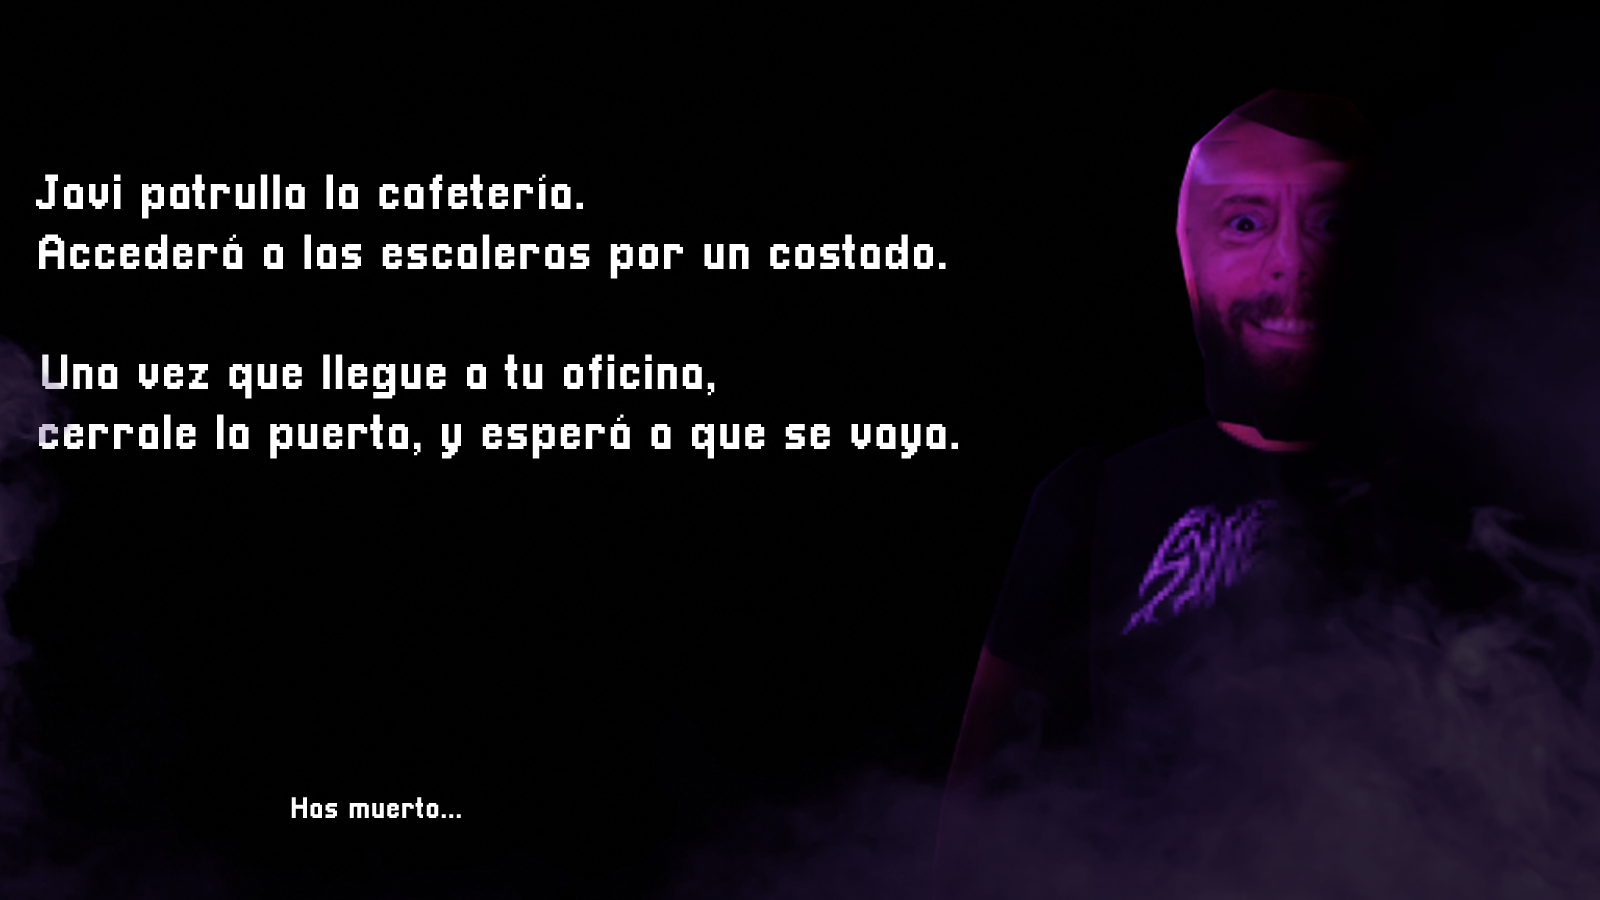 Javi patrulla la cafetería.
Accederá a las escaleras por un costado.
Una vez que llegue a tu oficina,
cerrale la puerta, y esperá a que se vaya.
Has muerto...